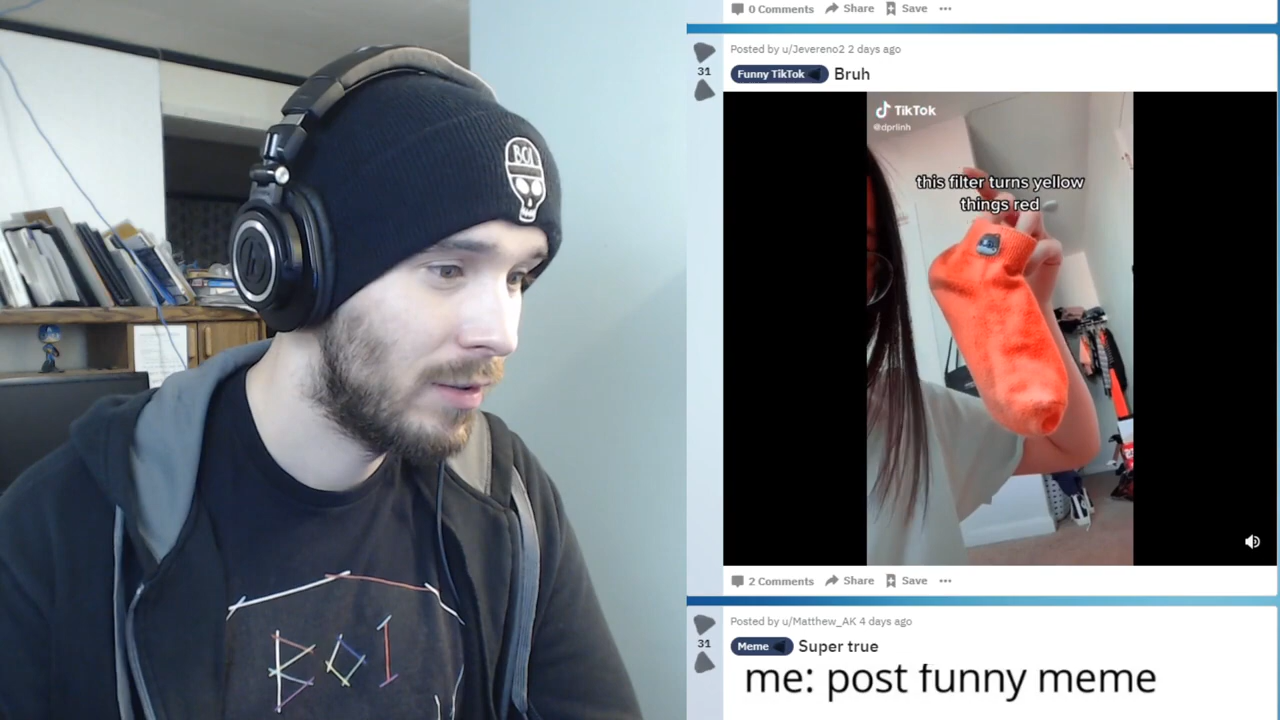 0 Comments Share Save
Posted by u/Jevereno2 2 days ago
31
Funny TikTok Bruh
TikTok
@dprlinh
this filter turns yellow
things red
2 Comments Share Save
Posted by u/Matthew_AK 4 days ago
31
Meme Super true
me: post funny meme
BOI
BOI